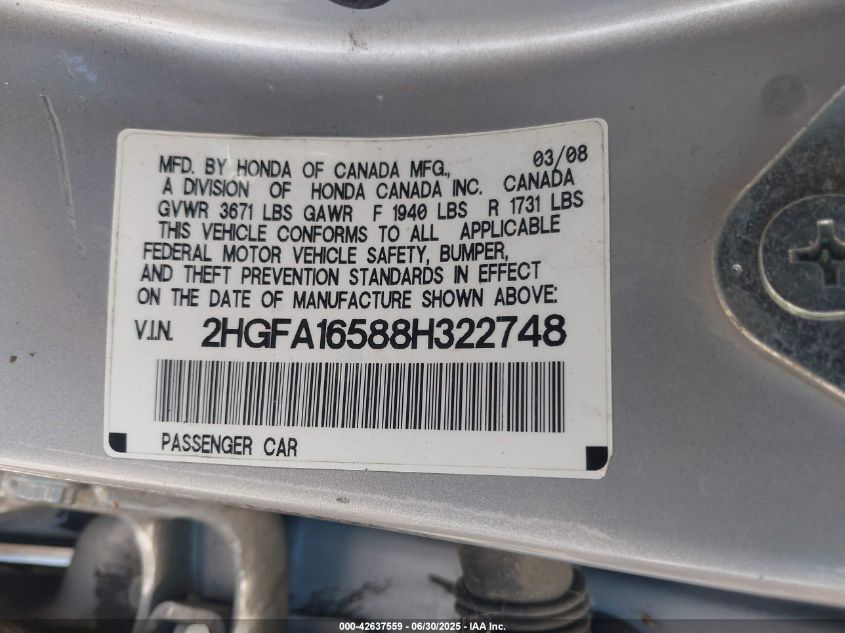 MFD. BY HONDA OF CANADA MFG., 03/08
A DIVISION OF HONDA CANADA INC. CANADA
GVWR 3671 LBS GAWR F 1940 LBS R 1731 LBS
THIS VEHICLE CONFORMS TO ALL APPLICABLE
FEDERAL MOTOR VEHICLE SAFETY, BUMPER,
AND THEFT PREVENTION STANDARDS IN EFFECT
ON THE DATE OF MANUFACTURE SHOWN ABOVE:
V.I.N. 2HGFA16588H322748
PASSENGER CAR
000-42637559 - 06/30/2025 - IAA Inc.